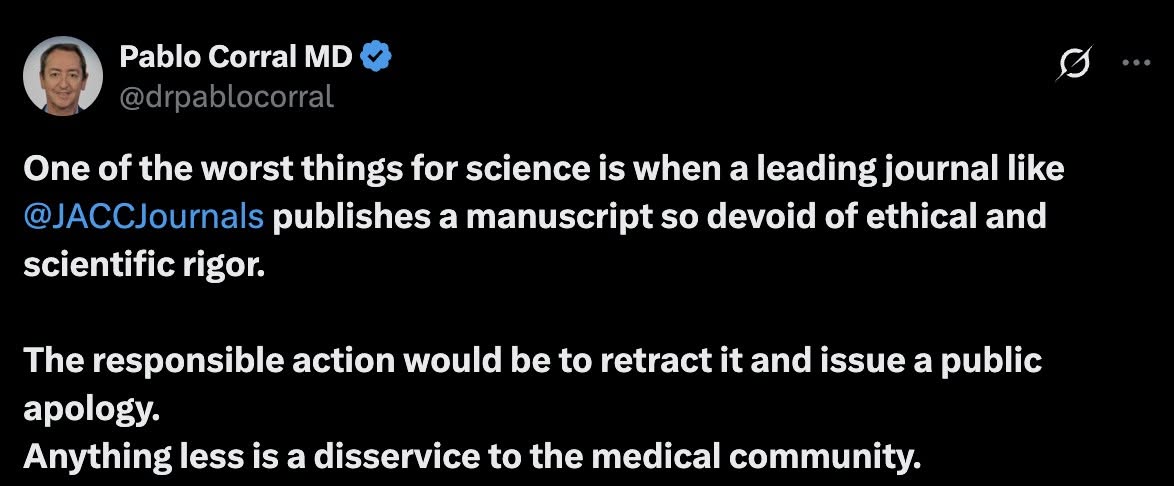 Pablo Corral MD
@drpablocorral
One of the worst things for science is when a leading journal like
@JACCJournals publishes a manuscript so devoid of ethical and
scientific rigor.
The responsible action would be to retract it and issue a public
apology.
Anything less is a disservice to the medical community.